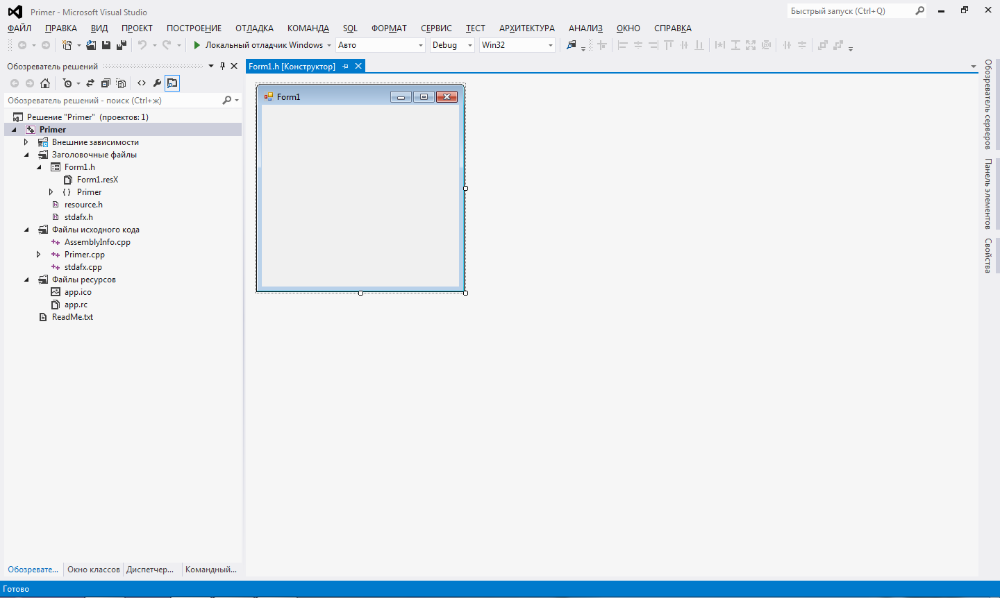 Primer - Microsoft Visual Studio
Быстрый запуск (Ctrl+Q)
ФАЙЛ ПРАВКА ВИД ПРОЕКТ ПОСТРОЕНИЕ ОТЛАДКА КОМАНДА SQL ФОРМАТ СЕРВИС ТЕСТ АРХИТЕКТУРА АНАЛИЗ ОКНО СПРАВКА
Локальный отладчик Windows Авто Debug Win32
Обозреватель решений
Form1.h [Конструктор]
Обозреватель решений - поиск (Ctrl+ж)
Решение "Primer" (проектов: 1)
Primer
Внешние зависимости
Заголовочные файлы
Form1.h
Form1.resX
Primer
resource.h
stdafx.h
Файлы исходного кода
AssemblyInfo.cpp
Primer.cpp
stdafx.cpp
Файлы ресурсов
app.ico
app.rc
ReadMe.txt
Form1
Обозреватель серверов
Панель элементов
Свойства
Обозревате... Окно классов Диспетчер... Командный...
Готово